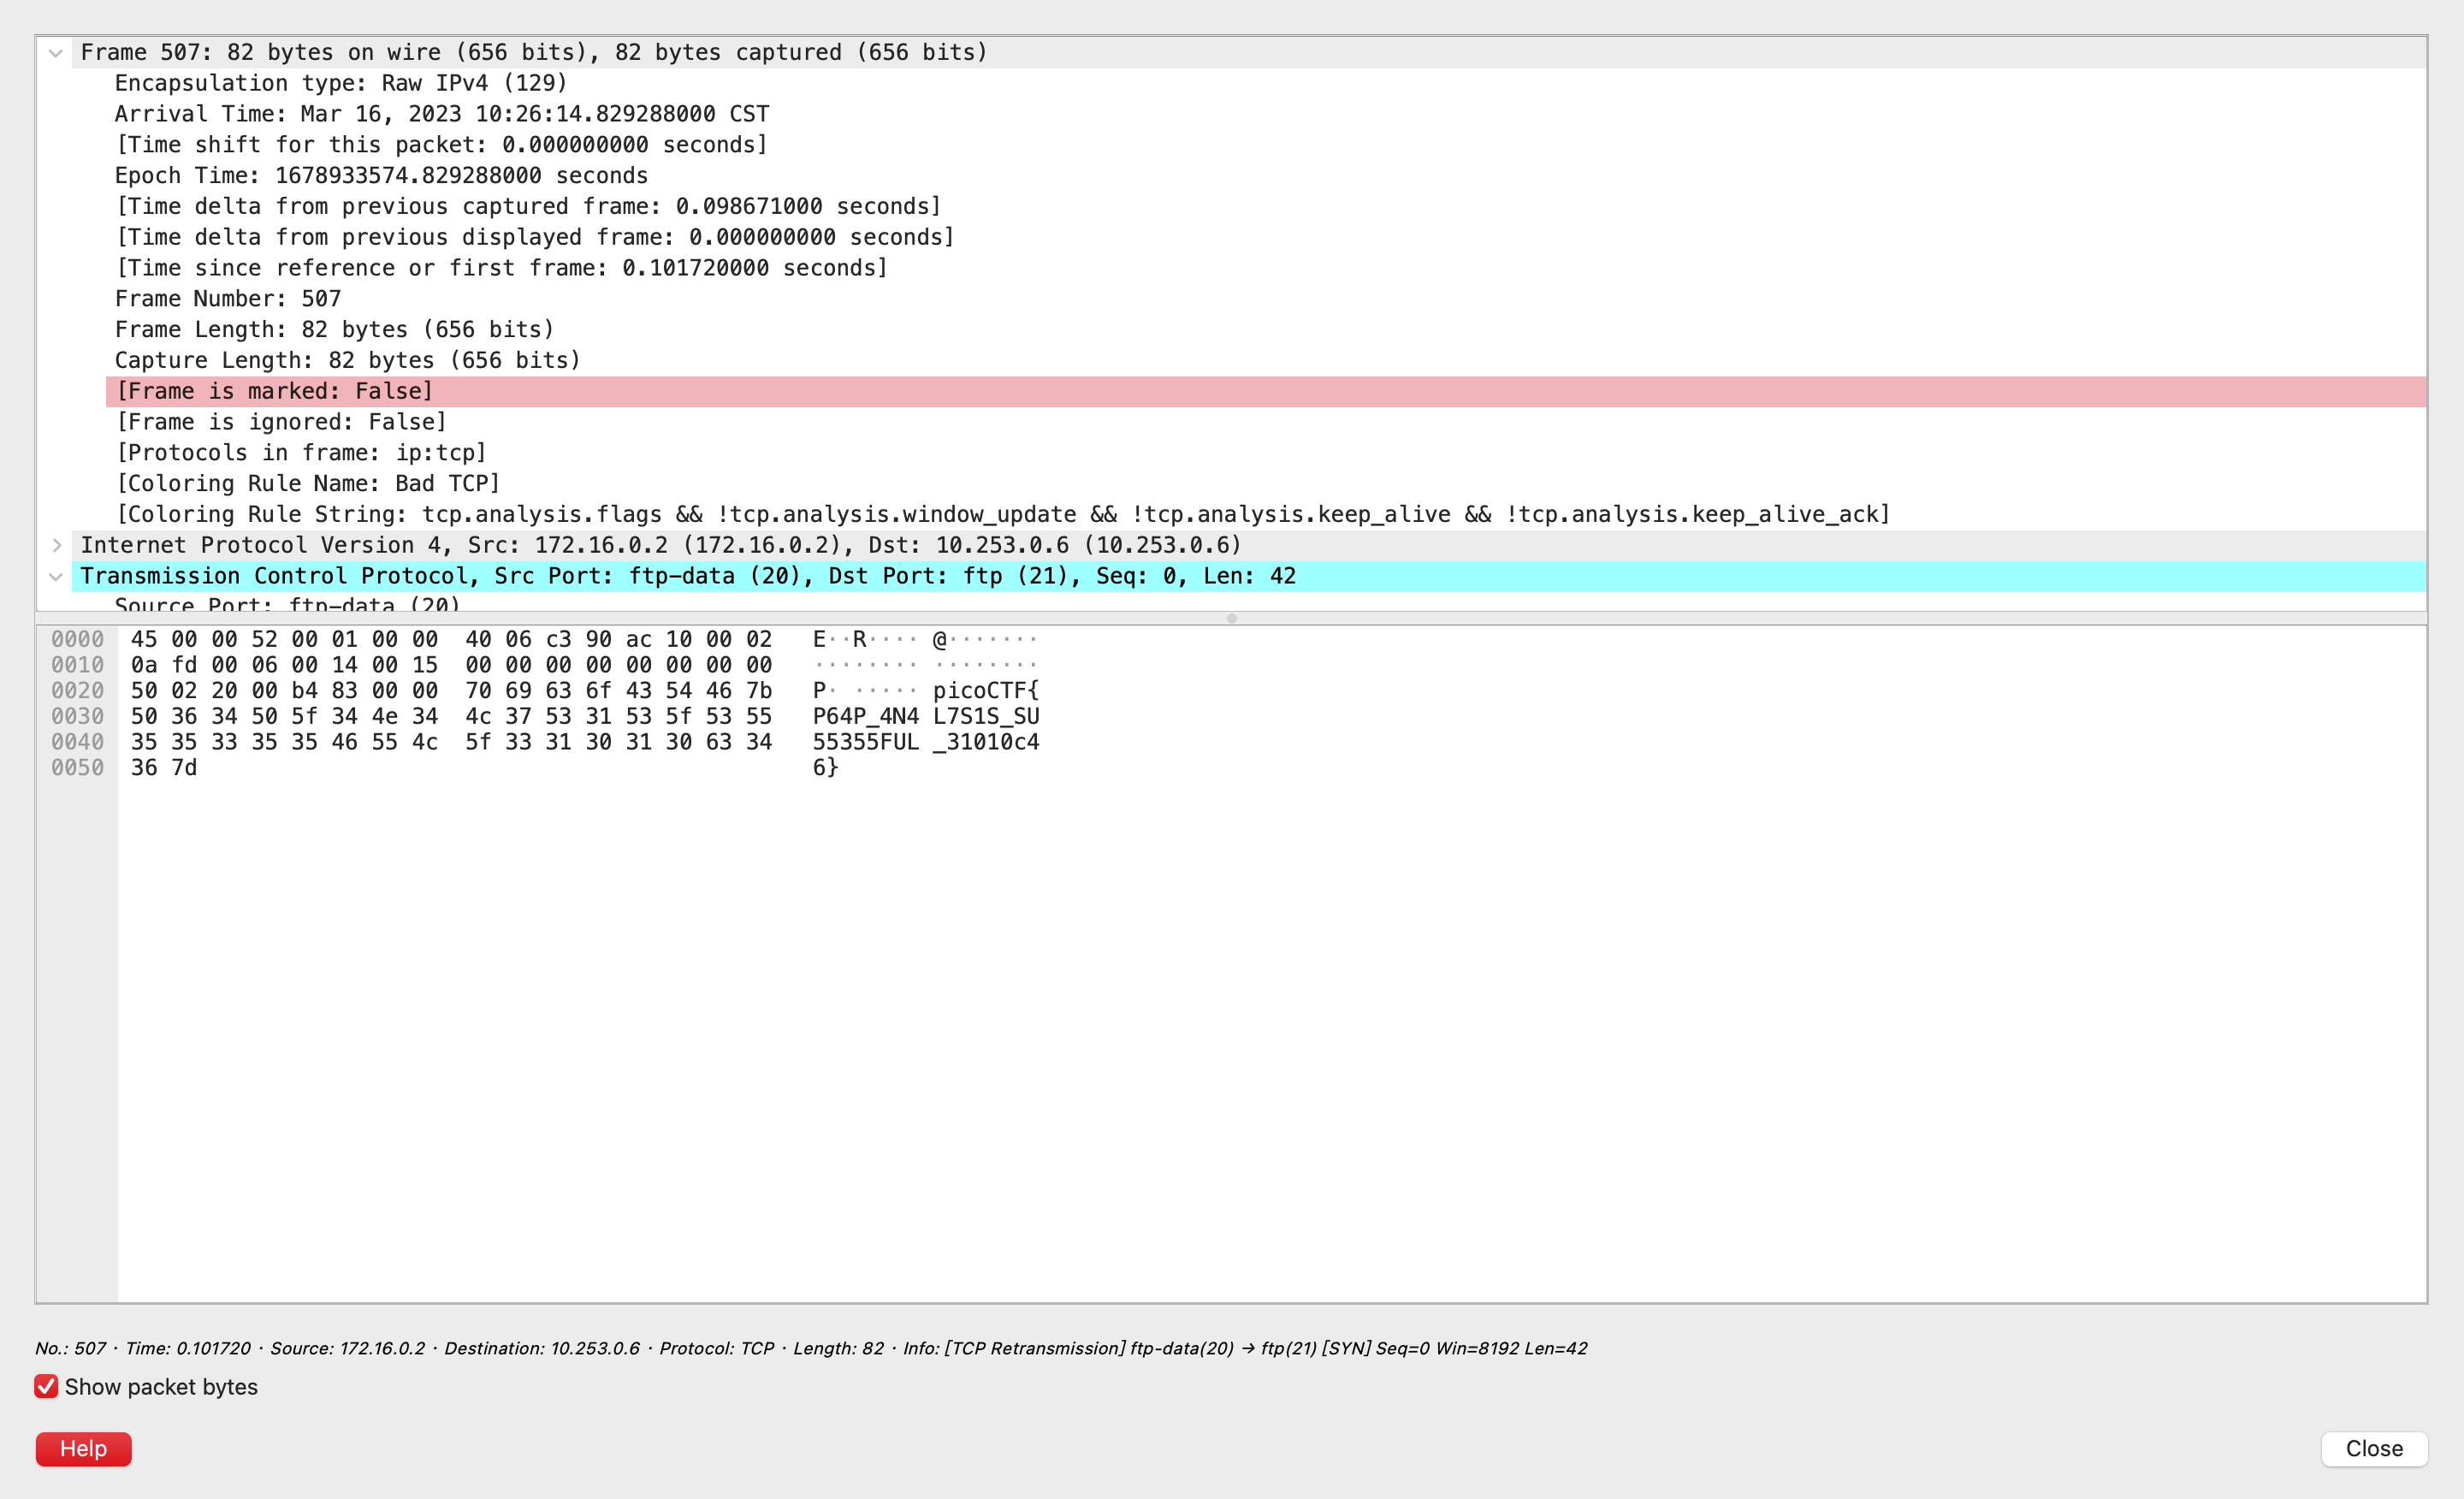 Frame 507: 82 bytes on wire (656 bits), 82 bytes captured (656 bits)
Encapsulation type: Raw IPv4 (129)
Arrival Time: Mar 16, 2023 10:26:14.829288000 CST
[Time shift for this packet: 0.000000000 seconds]
Epoch Time: 1678933574.829288000 seconds
[Time delta from previous captured frame: 0.098671000 seconds]
[Time delta from previous displayed frame: 0.000000000 seconds]
[Time since reference or first frame: 0.101720000 seconds]
Frame Number: 507
Frame Length: 82 bytes (656 bits)
Capture Length: 82 bytes (656 bits)
[Frame is marked: False]
[Frame is ignored: False]
[Protocols in frame: ip:tcp]
[Coloring Rule Name: Bad TCP]
[Coloring Rule String: tcp.analysis.flags && !tcp.analysis.window_update && !tcp.analysis.keep_alive && !tcp.analysis.keep_alive_ack]
Internet Protocol Version 4, Src: 172.16.0.2 (172.16.0.2), Dst: 10.253.0.6 (10.253.0.6)
Transmission Control Protocol, Src Port: ftp-data (20), Dst Port: ftp (21), Seq: 0, Len: 42
Source Port: ftp-data (20)
0000 45 00 00 52 00 01 00 00 40 06 c3 90 ac 10 00 02 E··R···· @·······
0010 0a fd 00 06 00 14 00 15 00 00 00 00 00 00 00 00 ········ ········
0020 50 02 20 00 b4 83 00 00 70 69 63 6f 43 54 46 7b P· ····· picoCTF{
0030 50 36 34 50 5f 34 4e 34 4c 37 53 31 53 5f 53 55 P64P_4N4 L7S1S_SU
0040 35 35 33 35 35 46 55 4c 5f 33 31 30 31 30 63 34 55355FUL _31010c4
0050 36 7d 6}
No.: 507 · Time: 0.101720 · Source: 172.16.0.2 · Destination: 10.253.0.6 · Protocol: TCP · Length: 82 · Info: [TCP Retransmission] ftp-data(20) → ftp(21) [SYN] Seq=0 Win=8192 Len=42
Show packet bytes
Help
Close